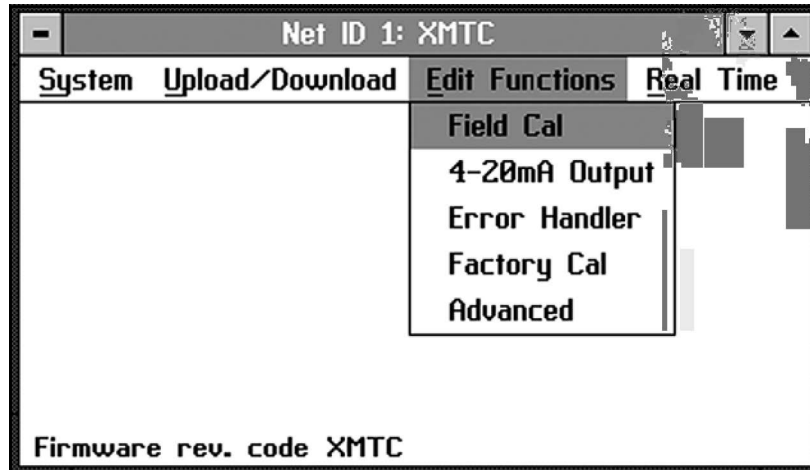 Net ID 1: XMTC
System Upload/Download Edit Functions Real Time
Field Cal
4-20mA Output
Error Handler
Factory Cal
Advanced
Firmware rev. code XMTC